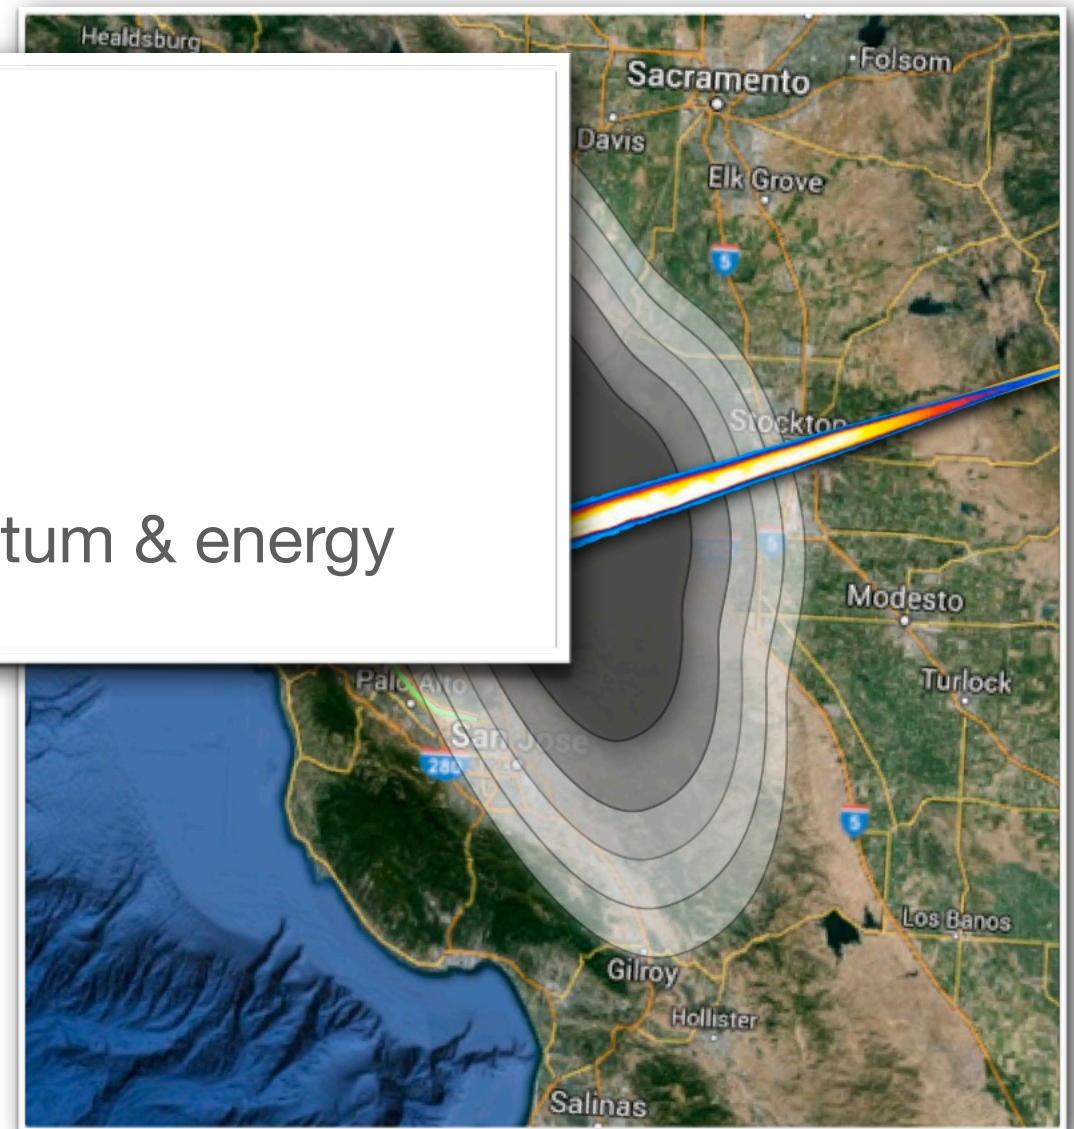 Healdsburg
Folsom
Sacramento
Davis
Elk Grove
5
Stockton
tum & energy
5
Modesto
Turlock
Palo Alto
San Jose
280
5
Los Banos
Gilroy
Hollister
Salinas